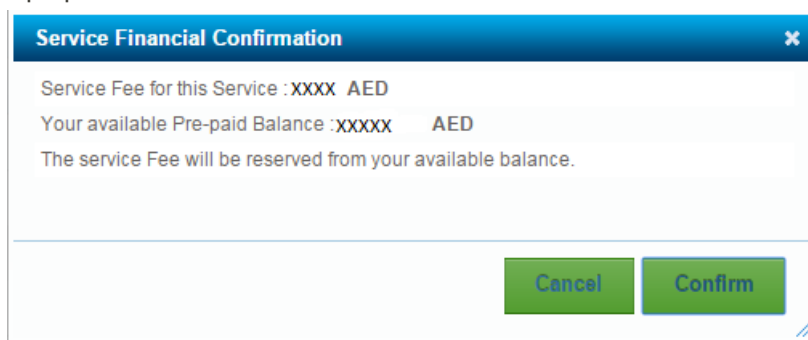 Service Financial Confirmation ×
Service Fee for this Service : XXXX AED
Your available Pre-paid Balance : XXXXX AED
The service Fee will be reserved from your available balance.
Cancel Confirm